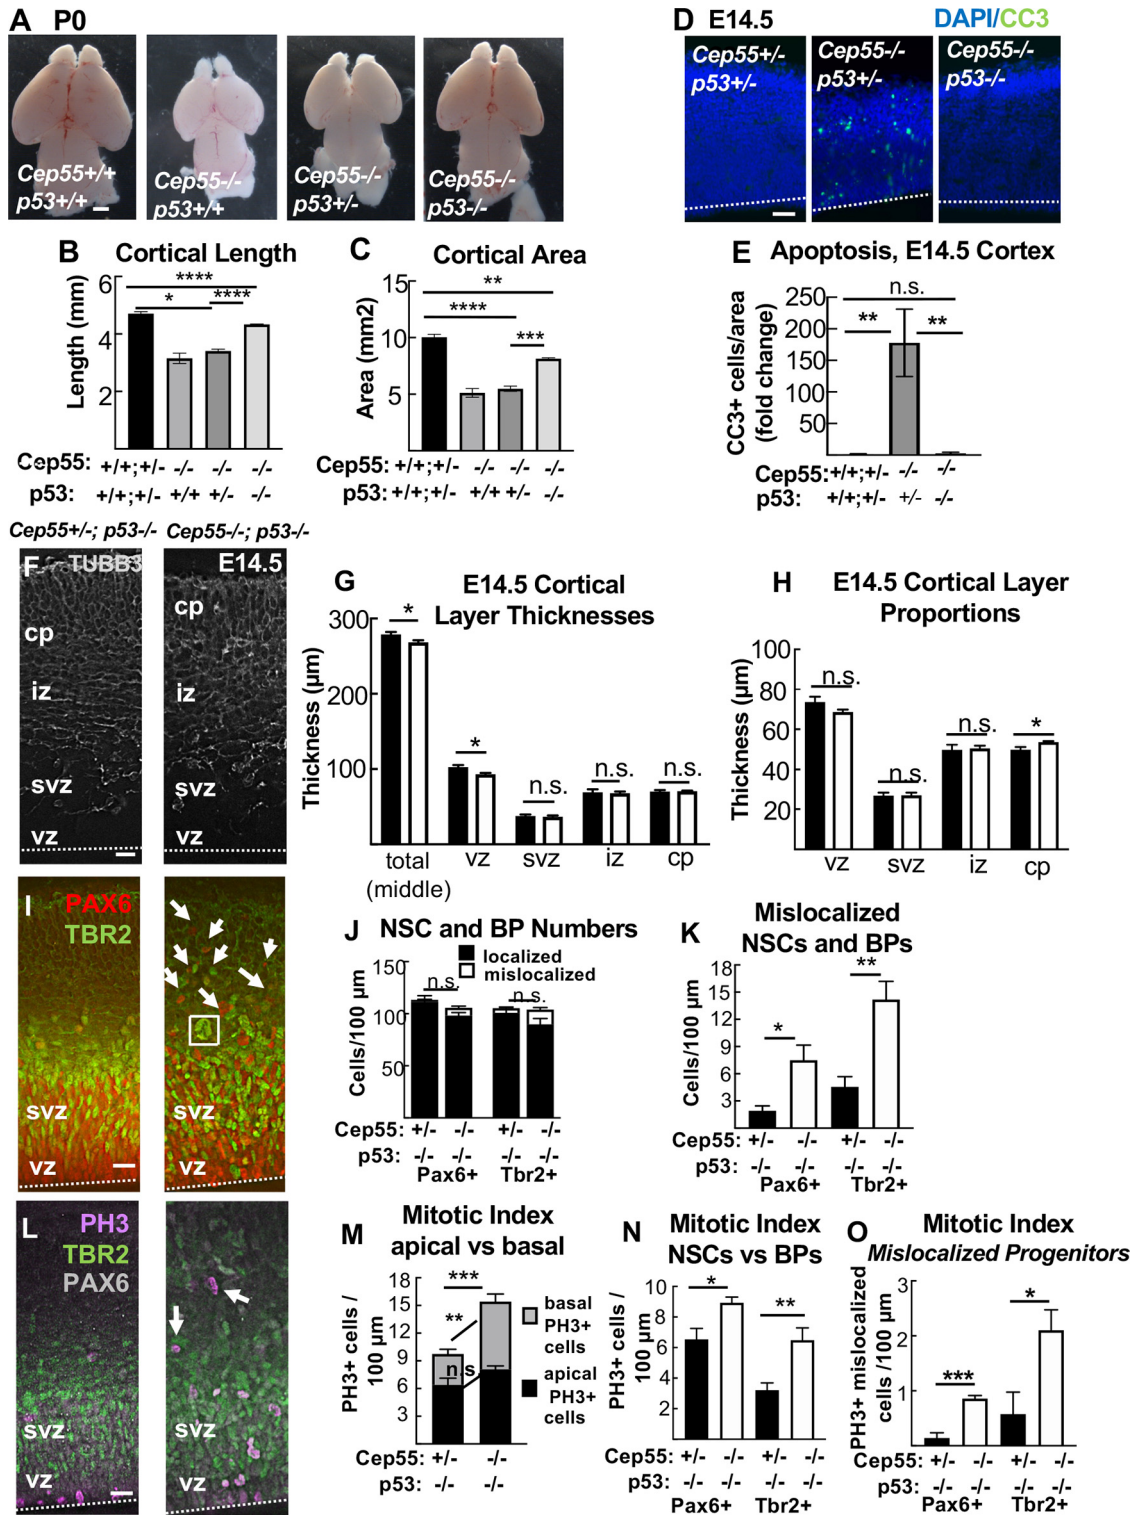 A P0
Cep55+/+
p53+/+
Cep55-/-
p53+/+
Cep55-/-
p53+/-
Cep55-/-
p53-/-
D E14.5
DAPI/CC3
Cep55+/-
p53+/-
Cep55-/-
p53+/-
Cep55-/-
p53-/-
B Cortical Length
Length (mm)
6
4
2
****
*
****
Cep55: +/+;+/- -/- -/- -/-
p53: +/+;+/- +/+ +/- -/-
C Cortical Area
Area (mm2)
15
10
5
**
****
***
Cep55: +/+;+/- -/- -/- -/-
p53: +/+;+/- +/+ +/- -/-
E Apoptosis, E14.5 Cortex
CC3+ cells/area
(fold change)
250
200
150
100
50
n.s.
** **
Cep55:+/+;+/- -/- -/-
p53: +/+;+/- +/- -/-
Cep55+/-; p53-/- Cep55-/-; p53-/-
F TUBB3
cp
iz
svz
vz
E14.5
cp
iz
svz
vz
G E14.5 Cortical
Layer Thicknesses
Thickness (µm)
300
200
100
*
*
n.s.
n.s.
n.s.
total
(middle)
vz svz iz cp
H E14.5 Cortical Layer
Proportions
Thickness
(µm)
100
80
60
40
20
n.s.
n.s.
n.s.
*
vz svz iz cp
I PAX6
TBR2
svz
vz
svz
vz
J NSC and BP Numbers
localized
mislocalized
Cells/100 µm
150
100
50
n.s. n.s.
Cep55: +/- -/- +/- -/-
p53: -/- -/- -/- -/-
Pax6+ Tbr2+
K Mislocalized
NSCs and BPs
Cells/100 µm
18
15
12
9
6
3
*
**
Cep55: +/- -/- +/- -/-
p53: -/- -/- -/- -/-
Pax6+ Tbr2+
L PH3
TBR2
PAX6
svz
vz
svz
vz
M Mitotic Index
apical vs basal
PH3+ cells /
100 µm
18
15
12
9
6
3
***
**
n.s.
basal
PH3+
cells
apical
PH3+
cells
Cep55: +/- -/-
p53: -/- -/-
N Mitotic Index
NSCs vs BPs
PH3+ cells /
100 µm
10
8
6
4
2
*
**
Cep55: +/- -/- +/- -/-
p53: -/- -/- -/- -/-
Pax6+ Tbr2+
O Mitotic Index
Mislocalized Progenitors
PH3+ mislocalized
cells /100 µm
3
2
1
***
*
Cep55: +/- -/- +/- -/-
p53: -/- -/- -/- -/-
Pax6+ Tbr2+